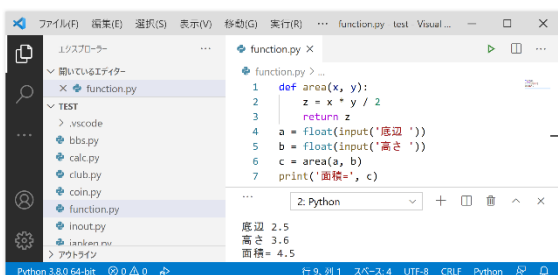 ファイル(F) 編集(E) 選択(S) 表示(V) 移動(G) 実行(R) ··· function.py test Visual ...
エクスプローラー ···
開いているエディター
function.py
TEST
.vscode
bbs.py
calc.py
club.py
coin.py
function.py
inout.py
janken.py
アウトライン
function.py
function.py > ...
1 def area(x, y):
2 z = x * y / 2
3 return z
4 a = float(input('底辺 '))
5 b = float(input('高さ '))
6 c = area(a, b)
7 print('面積=', c)
··· 2: Python
底辺 2.5
高さ 3.6
面積= 4.5
Python 3.8.0 64-bit 0 0 行 9、列 1 スペース: 4 UTF-8 CRLF Python